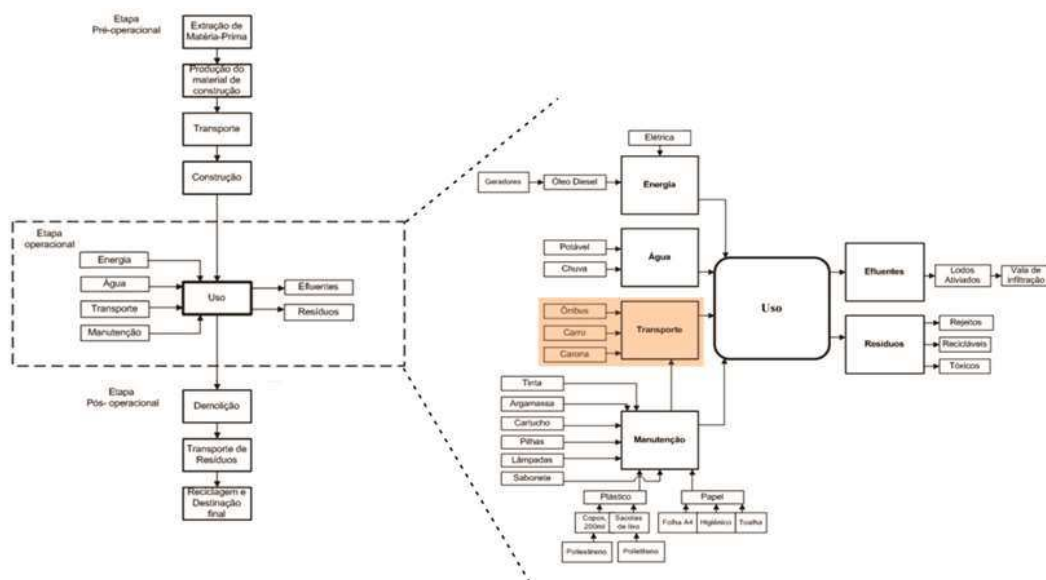 Etapa
Pré-operacional
Extração de
Matéria-Prima
Produção do
material de
construção
Transporte
Construção
Etapa
operacional
Energia
Água
Transporte
Manutenção
Uso
Efluentes
Resíduos
Etapa
Pós- operacional
Demolição
Transporte de
Resíduos
Reciclagem e
Destinação
final
Elétrica
Geradores
Óleo Diesel
Energia
Potável
Chuva
Água
Ônibus
Carro
Carona
Transporte
Uso
Efluentes
Lodos
Ativados
Vala de
infiltração
Resíduos
Rejeitos
Recicláveis
Tóxicos
Tinta
Argamassa
Cartucho
Pilhas
Lâmpadas
Sabonete
Manutenção
Plástico
Papel
Copos,
200ml
Sacolas
de lixo
Folha A4
Higiênico
Toalha
Poliestireno
Polietileno